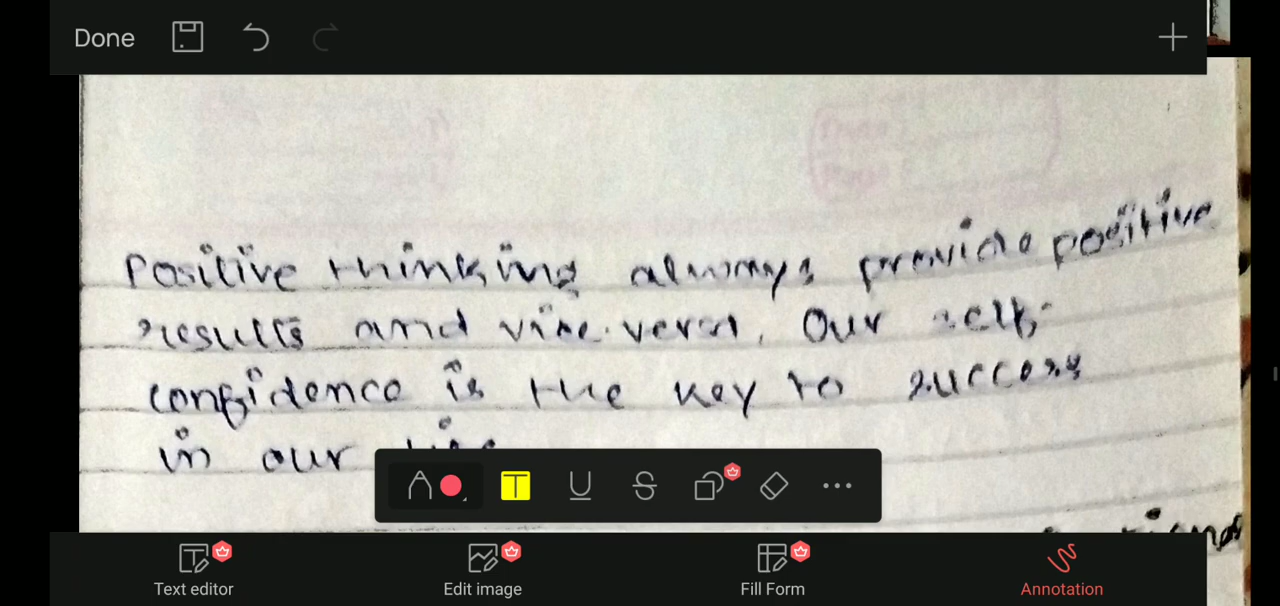 Done
Positive thinking always provide positive
results and vice-versa. Our self-
confidence is the key to success
in our life
Text editor
Edit image
Fill Form
Annotation